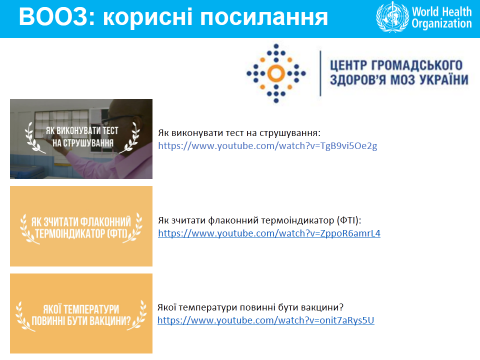 ВООЗ: корисні посилання
World Health
Organization
ЦЕНТР ГРОМАДСЬКОГО
ЗДОРОВ'Я МОЗ УКРАЇНИ
ЯК ВИКОНУВАТИ ТЕСТ
НА СТРУШУВАННЯ
Як виконувати тест на струшування:
https://www.youtube.com/watch?v=TgB9vi5Oe2g
ЯК ЗЧИТАТИ ФЛАКОННИЙ
ТЕРМОІНДИКАТОР (ФТІ)
Як зчитати флаконний термоіндикатор (ФТІ):
https://www.youtube.com/watch?v=ZppoR6amrL4
ЯКОЇ ТЕМПЕРАТУРИ
ПОВИННІ БУТИ ВАКЦИНИ?
Якої температури повинні бути вакцини?
https://www.youtube.com/watch?v=onit7aRys5U